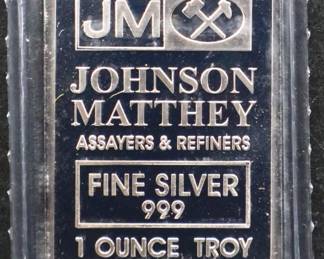 JM
JOHNSON
MATTHEY
ASSAYERS & REFINERS
FINE SILVER
999
1 OUNCE TROY